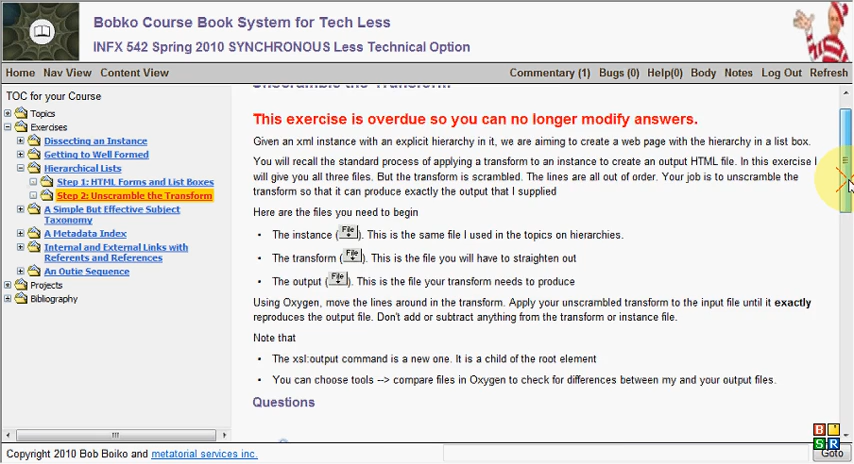 Bobko Course Book System for Tech Less
INFX 542 Spring 2010 SYNCHRONOUS Less Technical Option
Home Nav View Content View Commentary (1) Bugs (0) Help(0) Body Notes Log Out Refresh
TOC for your Course
Topics
Exercises
Dissecting an Instance
Getting to Well Formed
Hierarchical Lists
Step 1: HTML Forms and List Boxes
Step 2: Unscramble the Transform
A Simple But Effective Subject
Taxonomy
A Metadata Index
Internal and External Links with
Referents and References
An Outie Sequence
Projects
Bibliography
Unscramble the Transform
This exercise is overdue so you can no longer modify answers.
Given an xml instance with an explicit hierarchy in it, we are aiming to create a web page with the hierarchy in a list box.
You will recall the standard process of applying a transform to an instance to create an output HTML file. In this exercise I
will give you all three files. But the transform is scrambled. The lines are all out of order. Your job is to unscramble the
transform so that it can produce exactly the output that I supplied
Here are the files you need to begin
• The instance (File). This is the same file I used in the topics on hierarchies.
• The transform (File). This is the file you will have to straighten out
• The output (File). This is the file your transform needs to produce
Using Oxygen, move the lines around in the transform. Apply your unscrambled transform to the input file until it exactly
reproduces the output file. Don't add or subtract anything from the transform or instance file.
Note that
• The xsl:output command is a new one. It is a child of the root element
• You can choose tools --> compare files in Oxygen to check for differences between my and your output files.
Questions
Copyright 2010 Bob Boiko and metatorial services inc.
Goto
B S R